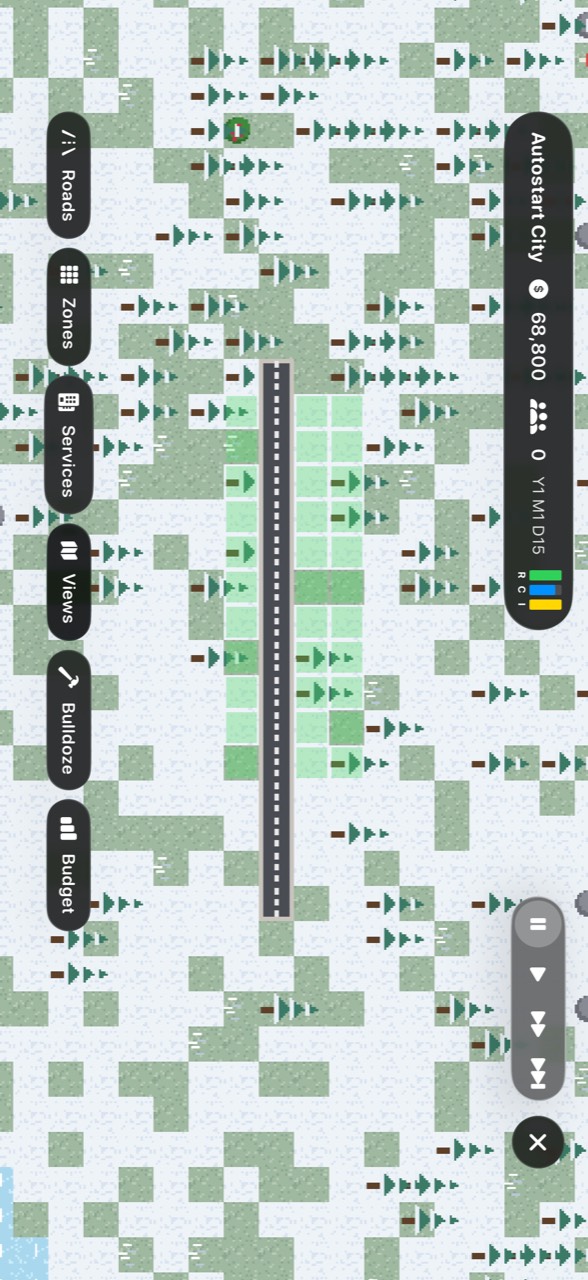 Autostart City $ 68,800 0 Y1 M1 D15
R C I
Roads
Zones
Services
Views
Bulldoze
Budget